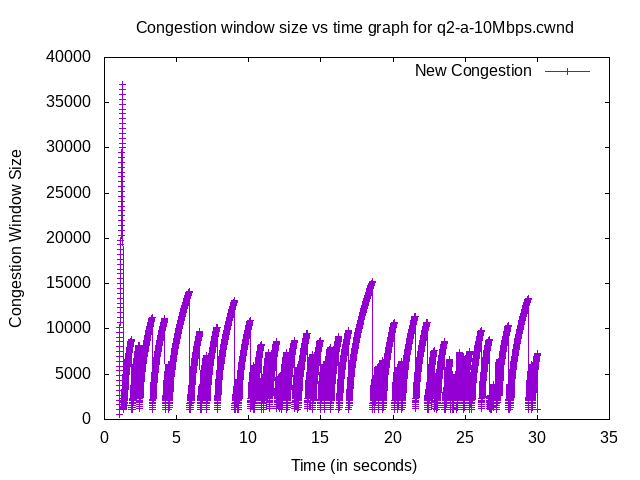 Congestion window size vs time graph for q2-a-10Mbps.cwnd
New Congestion
40000
35000
30000
25000
20000
15000
10000
5000
0
Congestion Window Size
0 5 10 15 20 25 30 35
Time (in seconds)